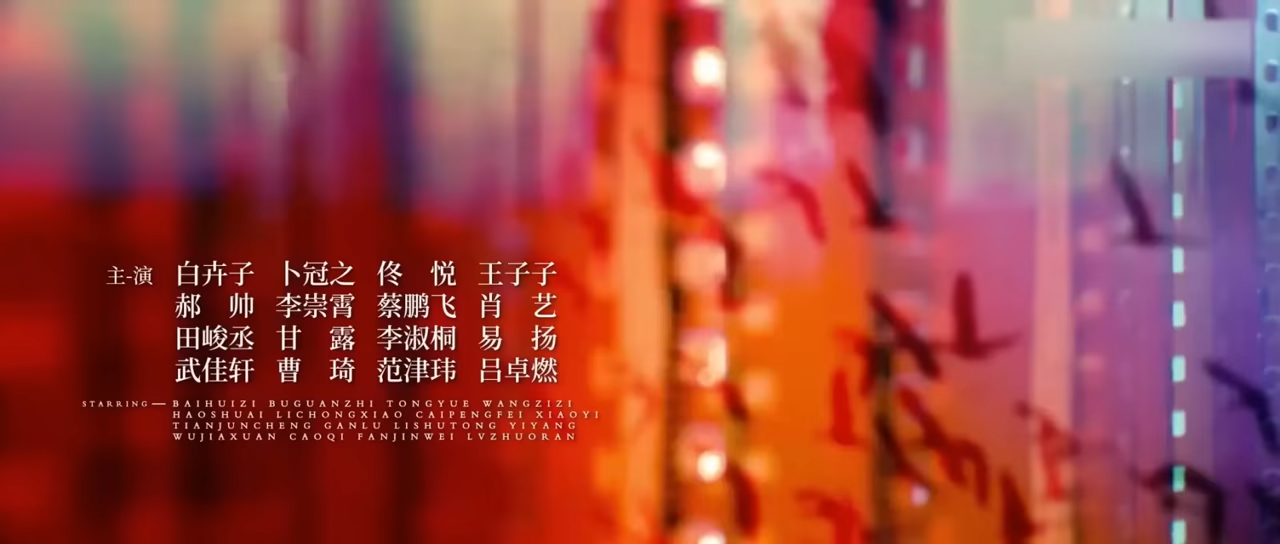 主-演 白卉子 卜冠之 佟 悦 王子子
郝 帅 李崇霄 蔡鹏飞 肖 艺
田峻丞 甘 露 李淑桐 易 扬
武佳轩 曹 琦 范津玮 吕卓燃
STARRING — BAIHUIZI BUGUANZHI TONGYUE WANGZIZI
HAOSHUAI LICHONGXIAO CAIPENGFEI XIAOYI
TIANJUNCHENG GANLU LISHUTONG YIYANG
WUJIAXUAN CAOQI FANJINWEI LVZHUORAN